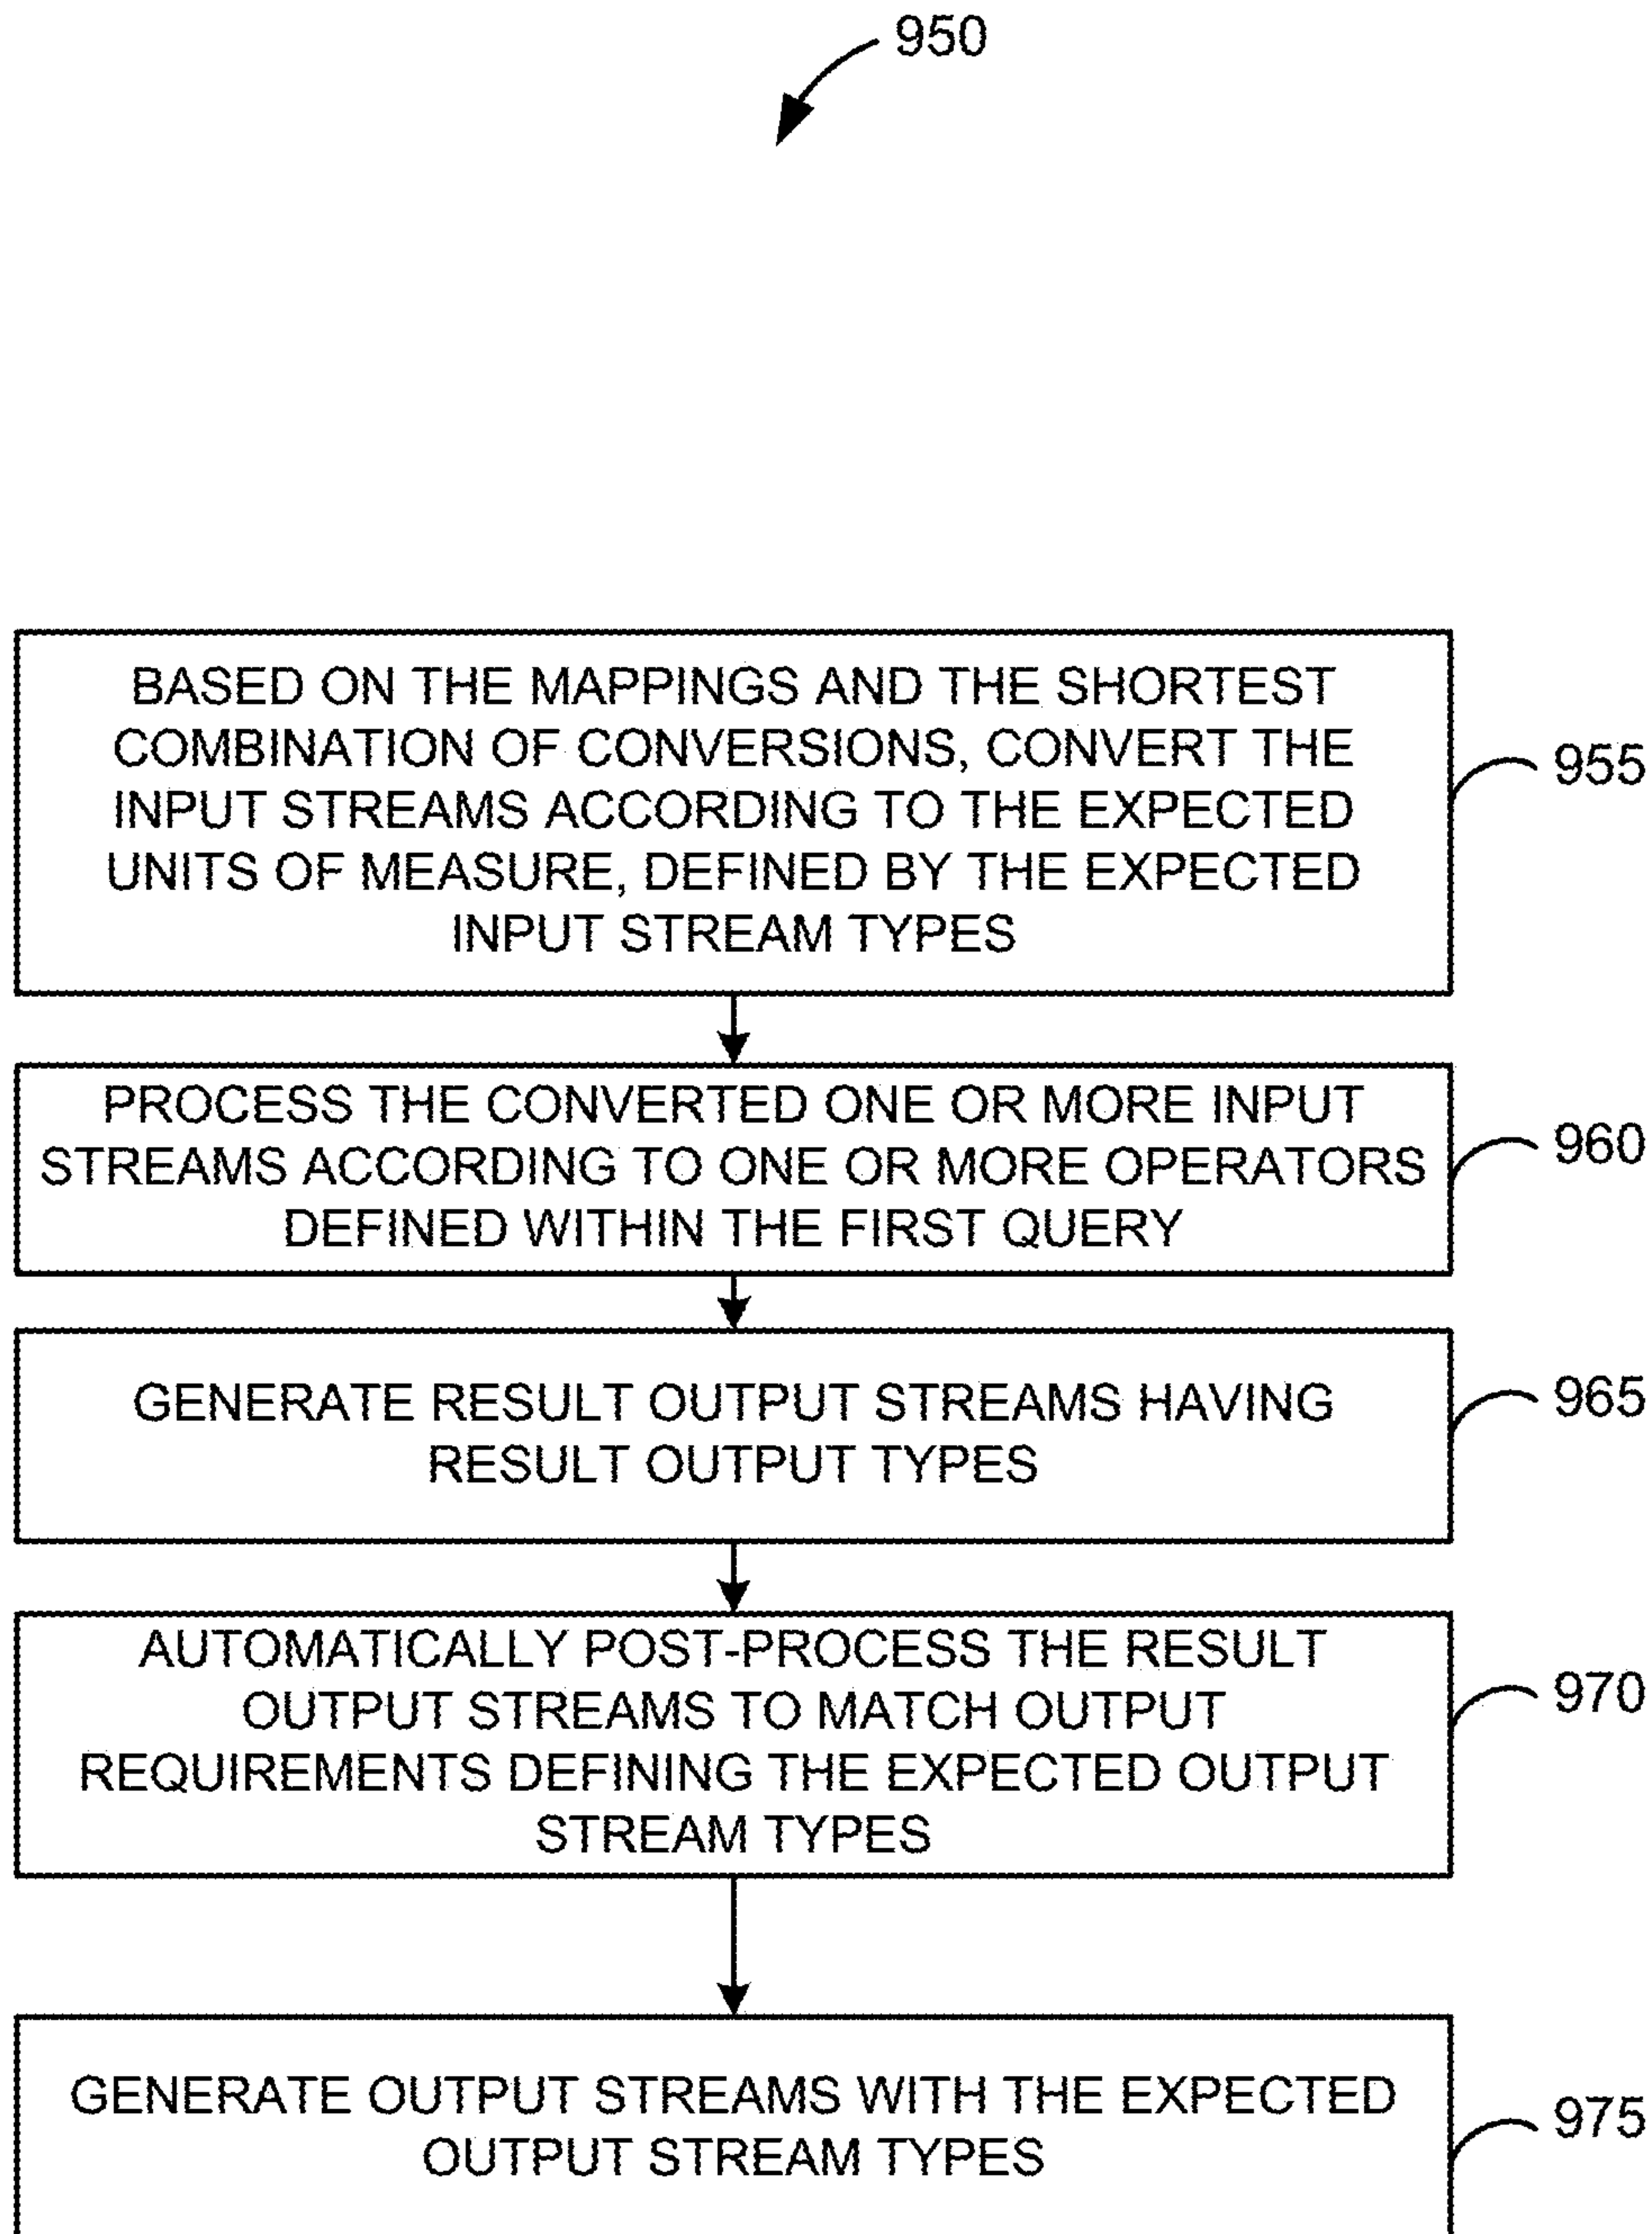 950
BASED ON THE MAPPINGS AND THE SHORTEST
COMBINATION OF CONVERSIONS, CONVERT THE
INPUT STREAMS ACCORDING TO THE EXPECTED
UNITS OF MEASURE, DEFINED BY THE EXPECTED
INPUT STREAM TYPES
955
PROCESS THE CONVERTED ONE OR MORE INPUT
STREAMS ACCORDING TO ONE OR MORE OPERATORS
DEFINED WITHIN THE FIRST QUERY
960
GENERATE RESULT OUTPUT STREAMS HAVING
RESULT OUTPUT TYPES
965
AUTOMATICALLY POST-PROCESS THE RESULT
OUTPUT STREAMS TO MATCH OUTPUT
REQUIREMENTS DEFINING THE EXPECTED OUTPUT
STREAM TYPES
970
GENERATE OUTPUT STREAMS WITH THE EXPECTED
OUTPUT STREAM TYPES
975